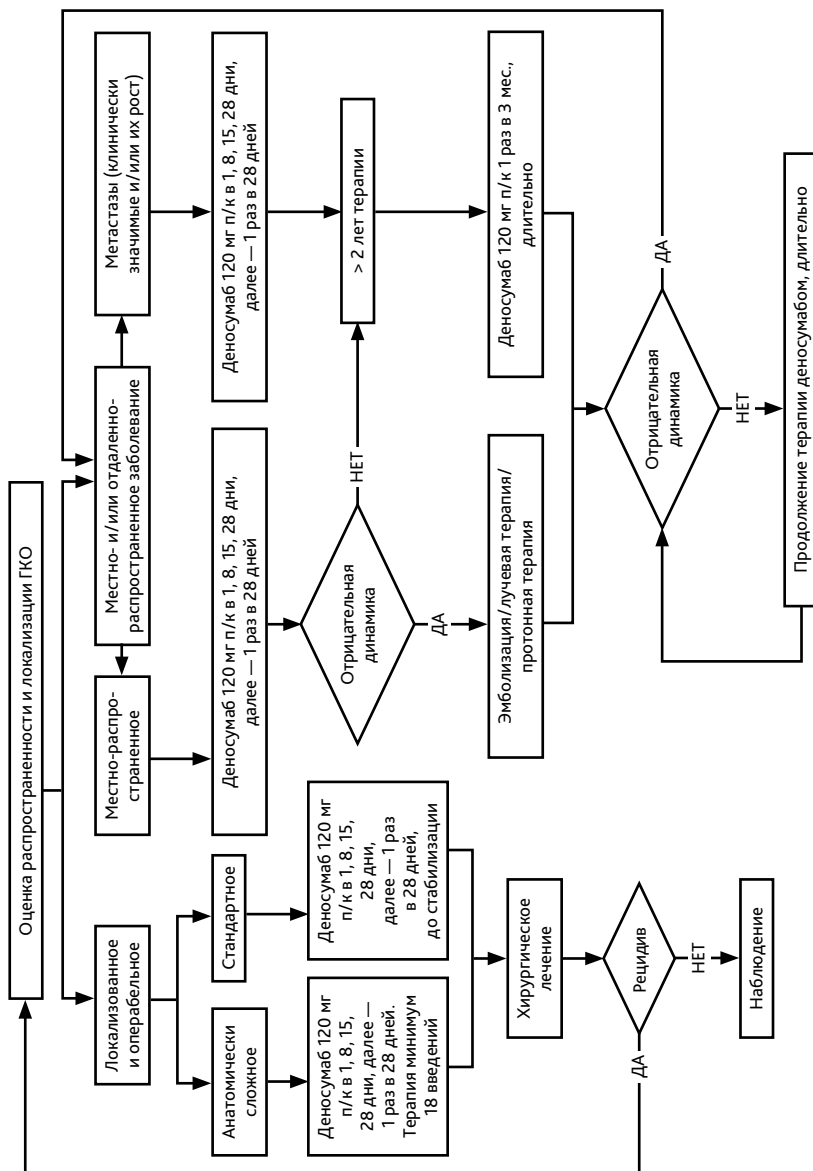 Оценка распространенности и локализации ГКО
Локализованное
и операбельное
Местно- и/или отдаленно-
распространенное заболевание
Анатомически
сложное
Стандартное
Местно-распро-
страненное
Метастазы (клинически
значимые и/или их рост)
Деносумаб 120 мг
п/к в 1, 8, 15,
28 дни, далее —
1 раз в 28 дней.
Терапия минимум
18 введений
Деносумаб 120 мг
п/к в 1, 8, 15,
28 дни,
далее — 1 раз
в 28 дней,
до стабилизации
Деносумаб 120 мг п/к в 1, 8, 15, 28 дни,
далее — 1 раз в 28 дней
Деносумаб 120 мг п/к в 1, 8, 15, 28 дни,
далее — 1 раз в 28 дней
Отрицательная
динамика
НЕТ
ДА
> 2 лет терапии
Хирургическое
лечение
Эмболизация/лучевая терапия/
протонная терапия
Деносумаб 120 мг п/к 1 раз в 3 мес.,
длительно
Рецидив
ДА
НЕТ
Наблюдение
Отрицательная
динамика
ДА
НЕТ
Продолжение терапии деносумабом, длительно